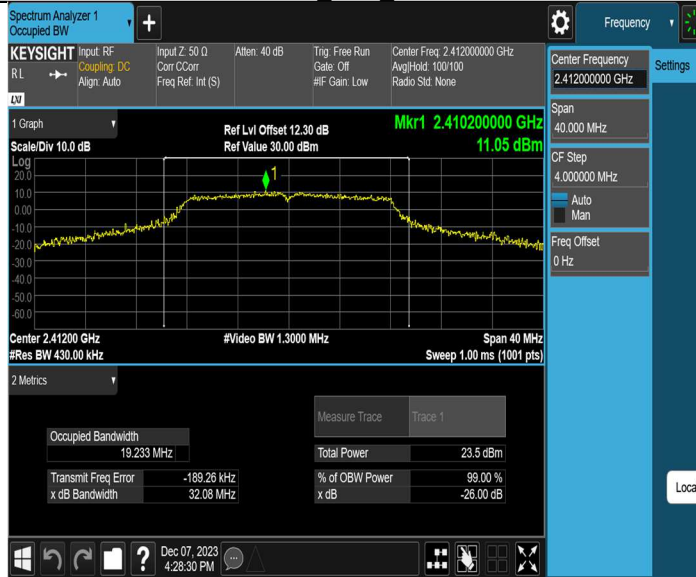 Spectrum Analyzer 1
Occupied BW
+
Frequency
KEYSIGHT
RL
LXI
Input: RF
Coupling: DC
Align: Auto
Input Z: 50 Ω
Corr CCorr
Freq Ref: Int (S)
Atten: 40 dB
Trig: Free Run
Gate: Off
#IF Gain: Low
Center Freq: 2.412000000 GHz
Avg|Hold: 100/100
Radio Std: None
Center Frequency
2.412000000 GHz
Settings
Span
40.000 MHz
CF Step
4.000000 MHz
Auto
Man
Freq Offset
0 Hz
1 Graph
Scale/Div 10.0 dB
Ref Lvl Offset 12.30 dB
Ref Value 30.00 dBm
Mkr1 2.410200000 GHz
11.05 dBm
Log
20.0
10.0
0.00
-10.0
-20.0
-30.0
-40.0
-50.0
-60.0
1
Center 2.41200 GHz
#Video BW 1.3000 MHz
Span 40 MHz
#Res BW 430.00 kHz
Sweep 1.00 ms (1001 pts)
2 Metrics
Measure Trace Trace 1
Occupied Bandwidth
19.233 MHz
Total Power 23.5 dBm
Transmit Freq Error -189.26 kHz
% of OBW Power 99.00 %
x dB Bandwidth 32.08 MHz
x dB -26.00 dB
Loca
?
Dec 07, 2023
4:28:30 PM